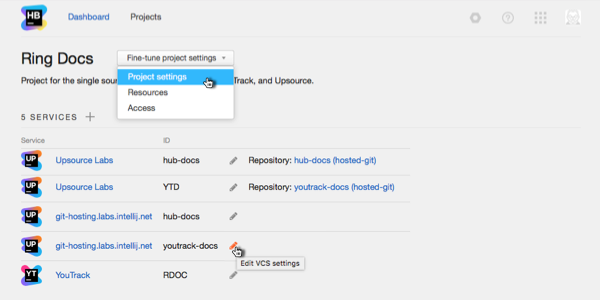 HB Dashboard Projects
Ring Docs Fine-tune project settings
Project settings
Project for the single sour Track, and Upsource.
Resources
Access
5 SERVICES +
Service ID
UP Upsource Labs hub-docs Repository: hub-docs (hosted-git)
UP Upsource Labs YTD Repository: youtrack-docs (hosted-git)
UP git-hosting.labs.intellij.net hub-docs
UP git-hosting.labs.intellij.net youtrack-docs
Edit VCS settings
YT YouTrack RDOC